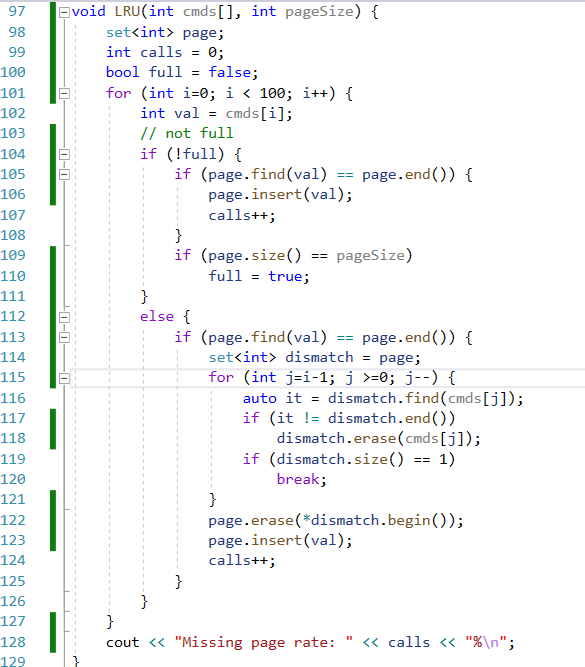 97 void LRU(int cmds[], int pageSize) {
98     set<int> page;
99     int calls = 0;
100     bool full = false;
101     for (int i=0; i < 100; i++) {
102         int val = cmds[i];
103         // not full
104         if (!full) {
105             if (page.find(val) == page.end()) {
106                 page.insert(val);
107                 calls++;
108             }
109             if (page.size() == pageSize)
110                 full = true;
111         }
112         else {
113             if (page.find(val) == page.end()) {
114                 set<int> dismatch = page;
115                 for (int j=i-1; j >=0; j--) {
116                     auto it = dismatch.find(cmds[j]);
117                     if (it != dismatch.end())
118                         dismatch.erase(cmds[j]);
119                     if (dismatch.size() == 1)
120                         break;
121                 }
122                 page.erase(*dismatch.begin());
123                 page.insert(val);
124                 calls++;
125             }
126         }
127     }
128     cout << "Missing page rate: " << calls << "%\n";
129 }